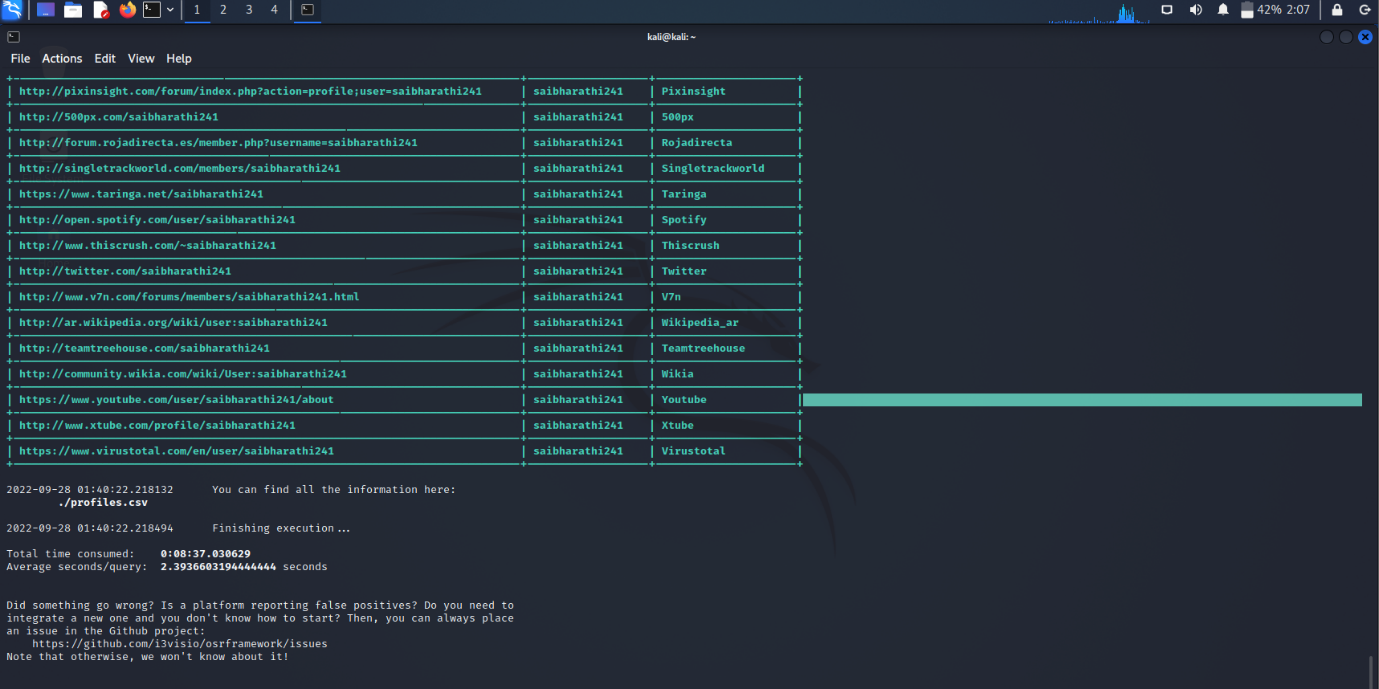 1 2 3 4 42% 2:07
kali@kali: ~
File Actions Edit View Help
| http://pixinsight.com/forum/index.php?action=profile;user=saibharathi241 | saibharathi241 | Pixinsight |
| http://500px.com/saibharathi241 | saibharathi241 | 500px |
| http://forum.rojadirecta.es/member.php?username=saibharathi241 | saibharathi241 | Rojadirecta |
| http://singletrackworld.com/members/saibharathi241 | saibharathi241 | Singletrackworld |
| https://www.taringa.net/saibharathi241 | saibharathi241 | Taringa |
| http://open.spotify.com/user/saibharathi241 | saibharathi241 | Spotify |
| http://www.thiscrush.com/~saibharathi241 | saibharathi241 | Thiscrush |
| http://twitter.com/saibharathi241 | saibharathi241 | Twitter |
| http://www.v7n.com/forums/members/saibharathi241.html | saibharathi241 | V7n |
| http://ar.wikipedia.org/wiki/user:saibharathi241 | saibharathi241 | Wikipedia_ar |
| http://teamtreehouse.com/saibharathi241 | saibharathi241 | Teamtreehouse |
| http://community.wikia.com/wiki/User:saibharathi241 | saibharathi241 | Wikia |
| https://www.youtube.com/user/saibharathi241/about | saibharathi241 | Youtube |
| http://www.xtube.com/profile/saibharathi241 | saibharathi241 | Xtube |
| https://www.virustotal.com/en/user/saibharathi241 | saibharathi241 | Virustotal |
2022-09-28 01:40:22.218132 You can find all the information here:
./profiles.csv
2022-09-28 01:40:22.218494 Finishing execution...
Total time consumed: 0:08:37.030629
Average seconds/query: 2.3936603194444444 seconds
Did something go wrong? Is a platform reporting false positives? Do you need to
integrate a new one and you don't know how to start? Then, you can always place
an issue in the Github project:
https://github.com/i3visio/osrframework/issues
Note that otherwise, we won't know about it!